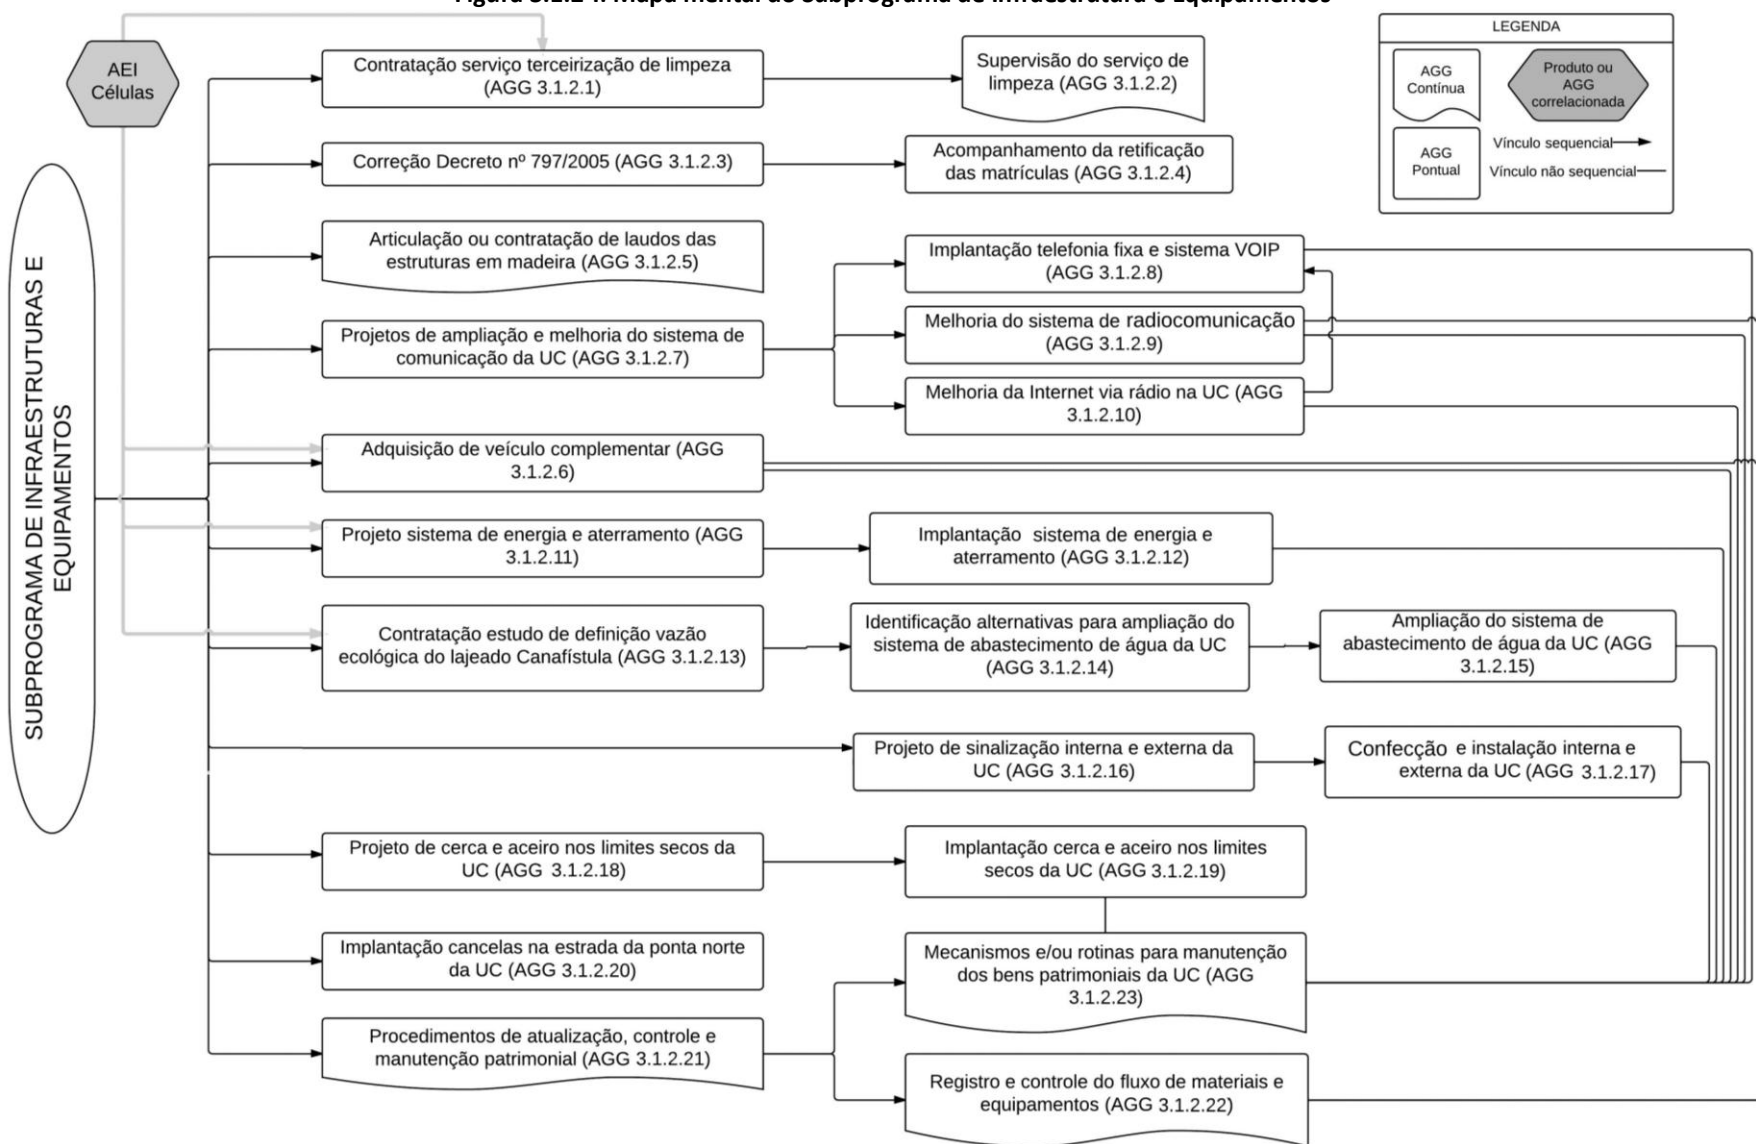 Figura 3.1.2-1. Mapa mental do Subprograma de Infraestrutura e Equipamentos
LEGENDA
AGG
Contínua
Produto ou
AGG
correlacionada
AGG
Pontual
Vínculo sequencial
Vínculo não sequencial
AEI
Células
SUBPROGRAMA DE INFRAESTRUTURAS E
EQUIPAMENTOS
Contratação serviço terceirização de limpeza
(AGG 3.1.2.1)
Supervisão do serviço de
limpeza (AGG 3.1.2.2)
Correção Decreto nº 797/2005 (AGG 3.1.2.3)
Acompanhamento da retificação
das matrículas (AGG 3.1.2.4)
Articulação ou contratação de laudos das
estruturas em madeira (AGG 3.1.2.5)
Implantação telefonia fixa e sistema VOIP
(AGG 3.1.2.8)
Projetos de ampliação e melhoria do sistema de
comunicação da UC (AGG 3.1.2.7)
Melhoria do sistema de radiocomunicação
(AGG 3.1.2.9)
Melhoria da Internet via rádio na UC (AGG
3.1.2.10)
Adquisição de veículo complementar (AGG
3.1.2.6)
Projeto sistema de energia e aterramento (AGG
3.1.2.11)
Implantação sistema de energia e
aterramento (AGG 3.1.2.12)
Contratação estudo de definição vazão
ecológica do lajeado Canafístula (AGG 3.1.2.13)
Identificação alternativas para ampliação do
sistema de abastecimento de água da UC
(AGG 3.1.2.14)
Ampliação do sistema de
abastecimento de água da UC (AGG
3.1.2.15)
Projeto de sinalização interna e externa da
UC (AGG 3.1.2.16)
Confecção e instalação interna e
externa da UC (AGG 3.1.2.17)
Projeto de cerca e aceiro nos limites secos da
UC (AGG 3.1.2.18)
Implantação cerca e aceiro nos limites
secos da UC (AGG 3.1.2.19)
Implantação cancelas na estrada da ponta norte
da UC (AGG 3.1.2.20)
Mecanismos e/ou rotinas para manutenção
dos bens patrimoniais da UC (AGG
3.1.2.23)
Procedimentos de atualização, controle e
manutenção patrimonial (AGG 3.1.2.21)
Registro e controle do fluxo de materiais e
equipamentos (AGG 3.1.2.22)